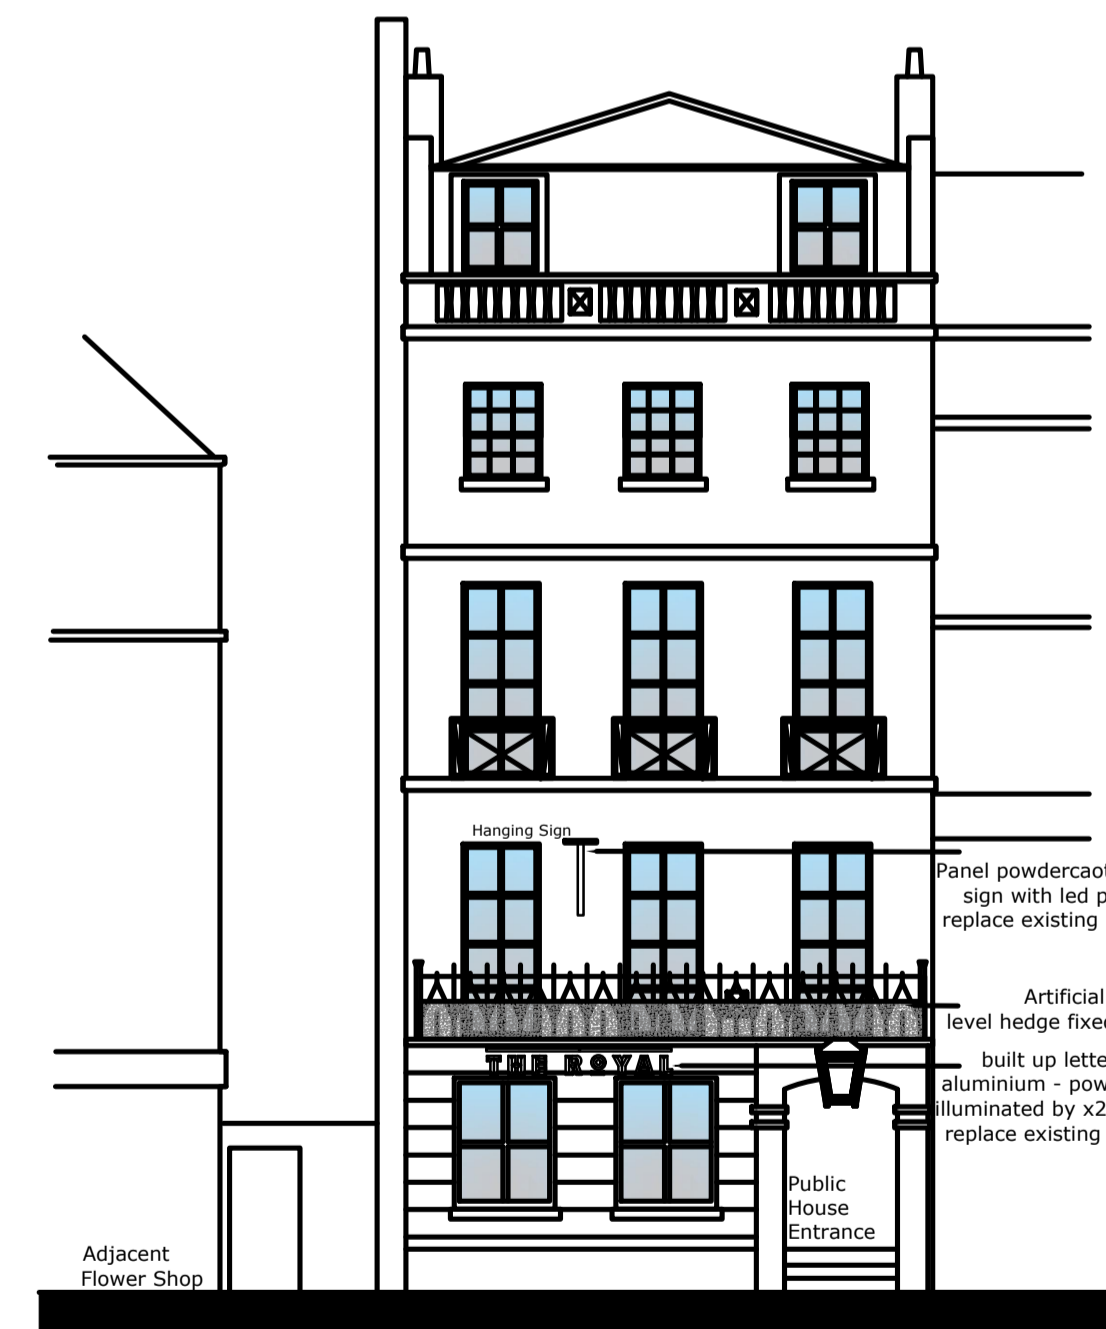 Hanging Sign
Panel powdercaot
sign with led p
replace existing
Artificial
level hedge fixed
built up lette
THE ROYAL
aluminium - pow
illuminated by x2
replace existing
Public
House
Entrance
Adjacent
Flower Shop